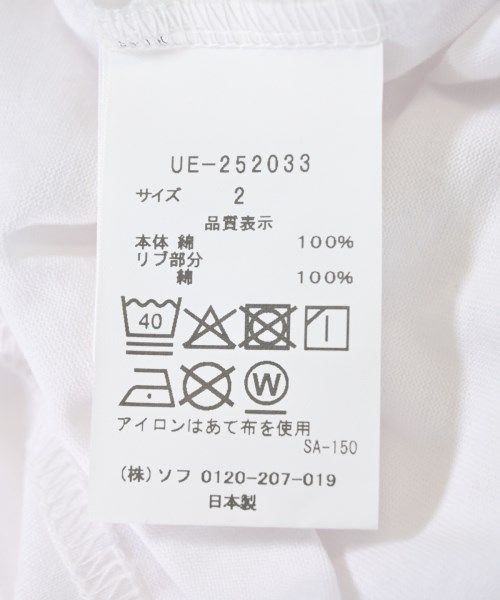 UE-252033
サイズ 2
品質表示
本体 綿 100%
リブ部分
綿 100%
40
W
アイロンはあて布を使用
SA-150
(株)ソフ 0120-207-019
日本製